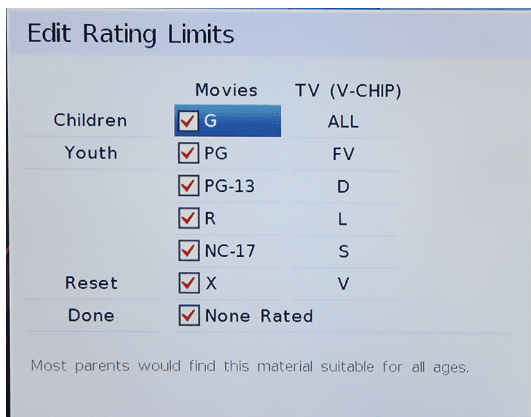 Edit Rating Limits
Movies TV (V-CHIP)
Children G ALL
Youth PG FV
PG-13 D
R L
NC-17 S
Reset X V
Done None Rated
Most parents would find this material suitable for all ages.